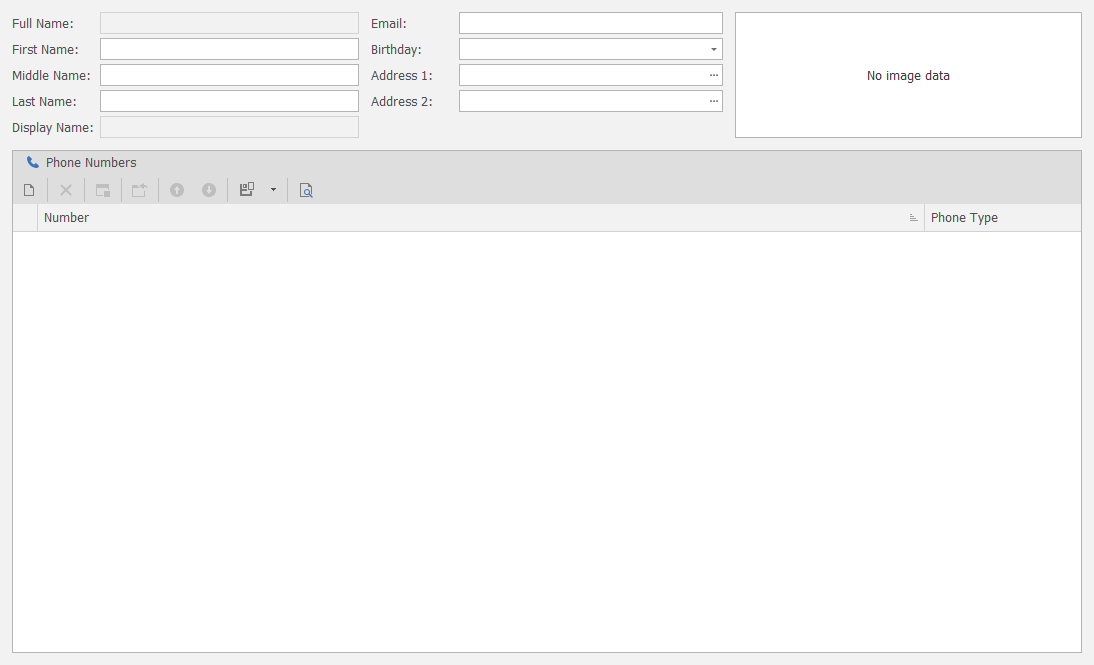 Full Name:
First Name:
Middle Name:
Last Name:
Display Name:
Email:
Birthday:
Address 1:
Address 2:
No image data
Phone Numbers
Number
Phone Type